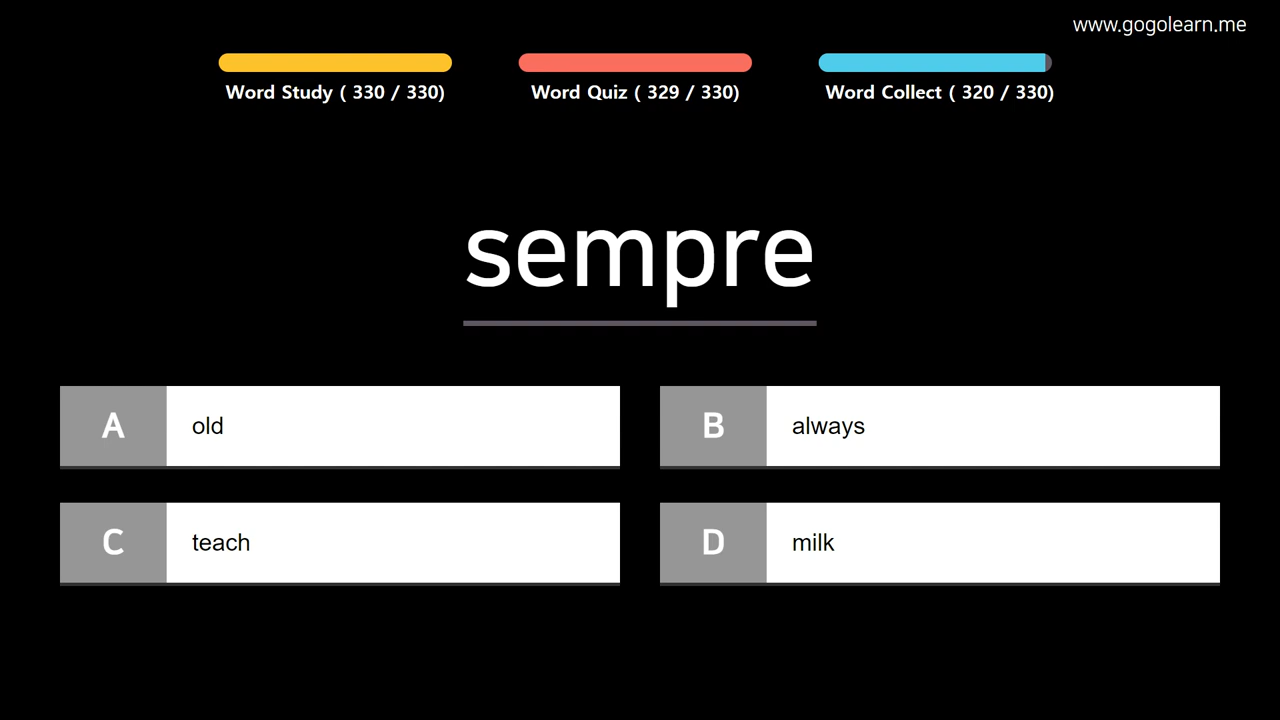 www.gogolearn.me
Word Study ( 330 / 330)
Word Quiz ( 329 / 330)
Word Collect ( 320 / 330)
sempre
A old
B always
C teach
D milk